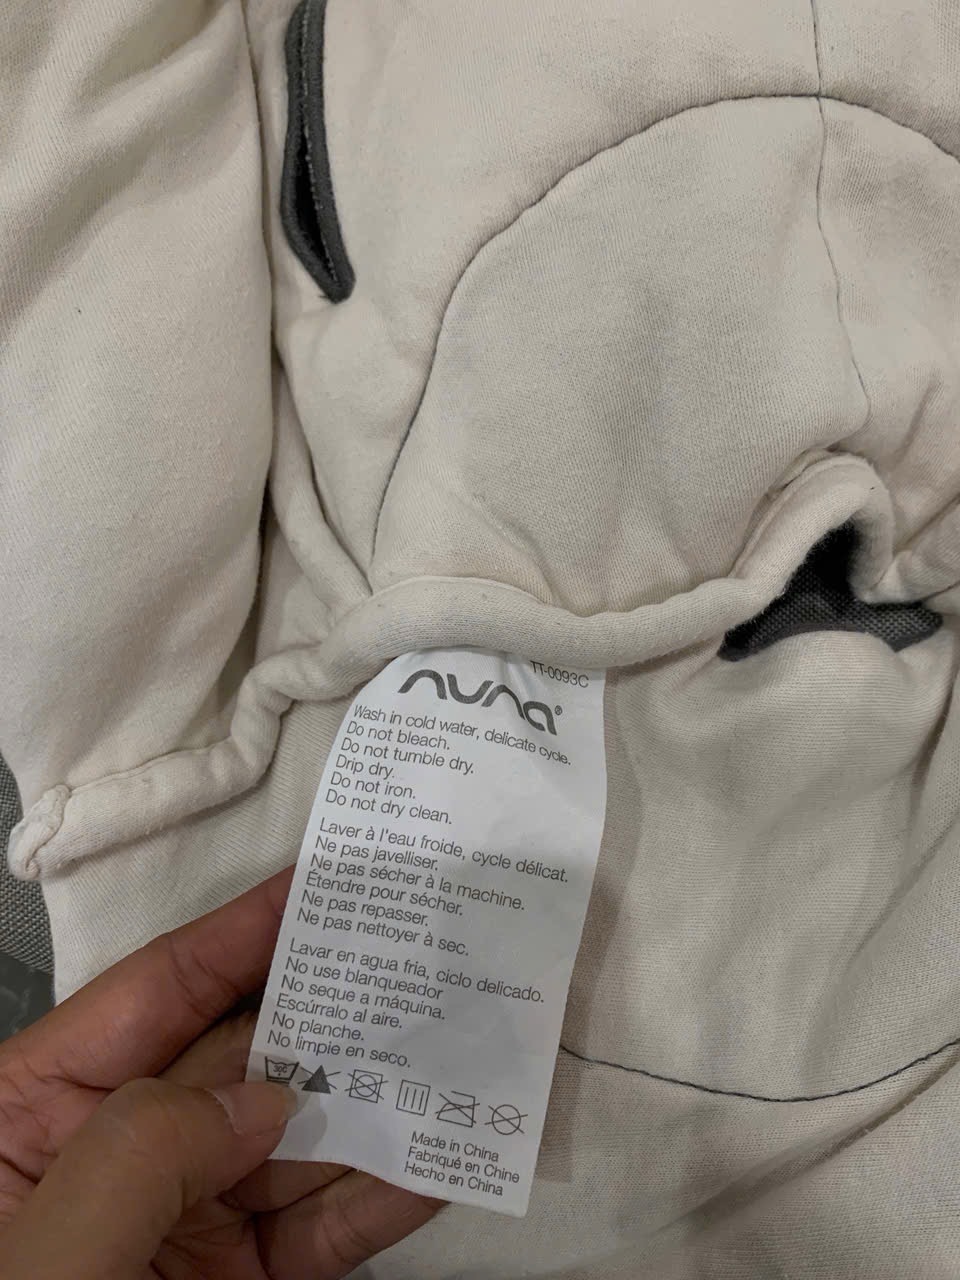 TT-0093C
nuna®
Wash in cold water, delicate cycle.
Do not bleach.
Do not tumble dry.
Drip dry.
Do not iron.
Do not dry clean.
Laver à l'eau froide, cycle délicat.
Ne pas javelliser.
Ne pas sécher à la machine.
Étendre pour sécher.
Ne pas repasser.
Ne pas nettoyer à sec.
Lavar en agua fria, ciclo delicado.
No use blanqueador
No seque a máquina.
Escúrralo al aire.
No planche.
No limpie en seco.
30C
Made in China
Fabriqué en Chine
Hecho en China